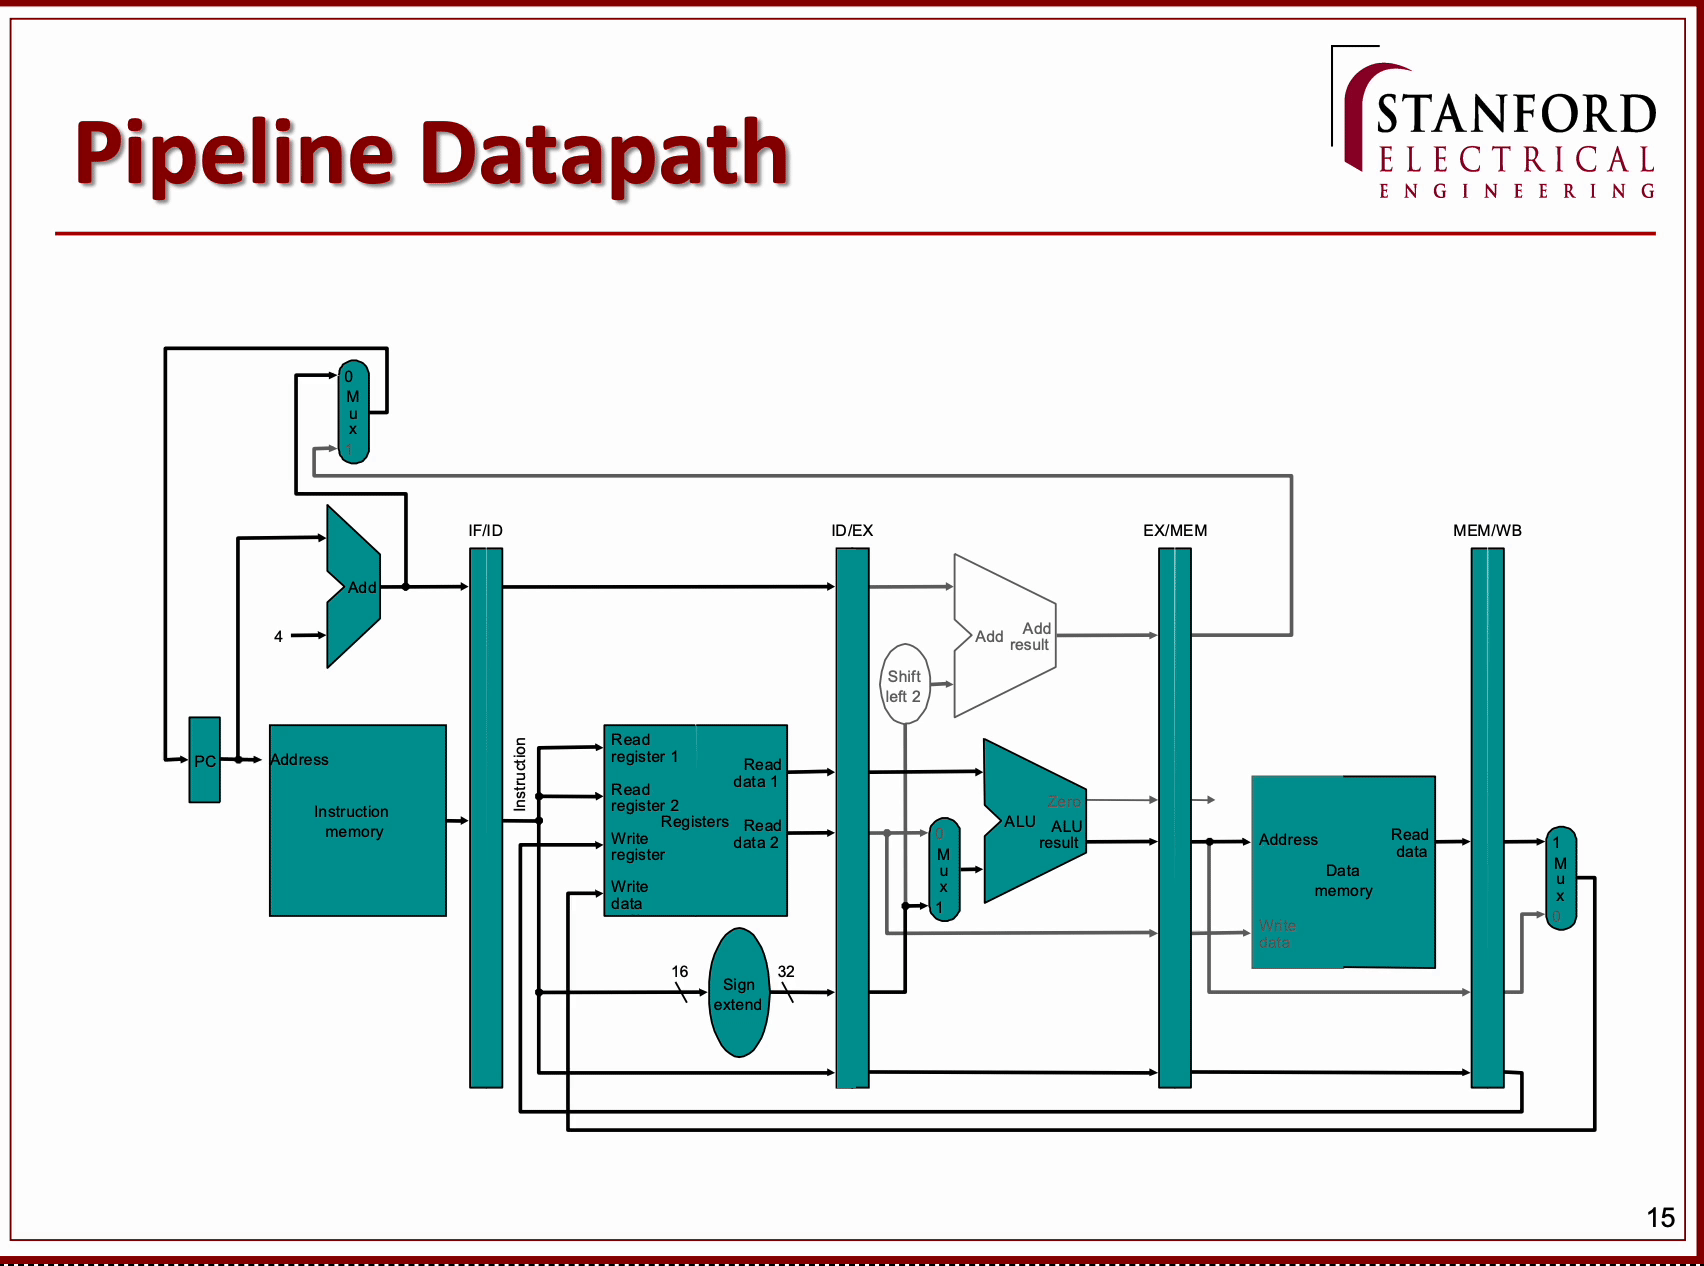 Pipeline Datapath
STANFORD
ELECTRICAL
ENGINEERING
0
M
u
x
1
Add
4
IF/ID
ID/EX
EX/MEM
MEM/WB
PC
Address
Instruction
memory
Instruction
Read
register 1
Read
register 2
Registers
Write
register
Write
data
Read
data 1
Read
data 2
16
Sign
extend
32
Shift
left 2
Add
Add
result
0
M
u
x
1
Zero
ALU
ALU
result
Address
Read
data
Data
memory
Write
data
1
M
u
x
0
15